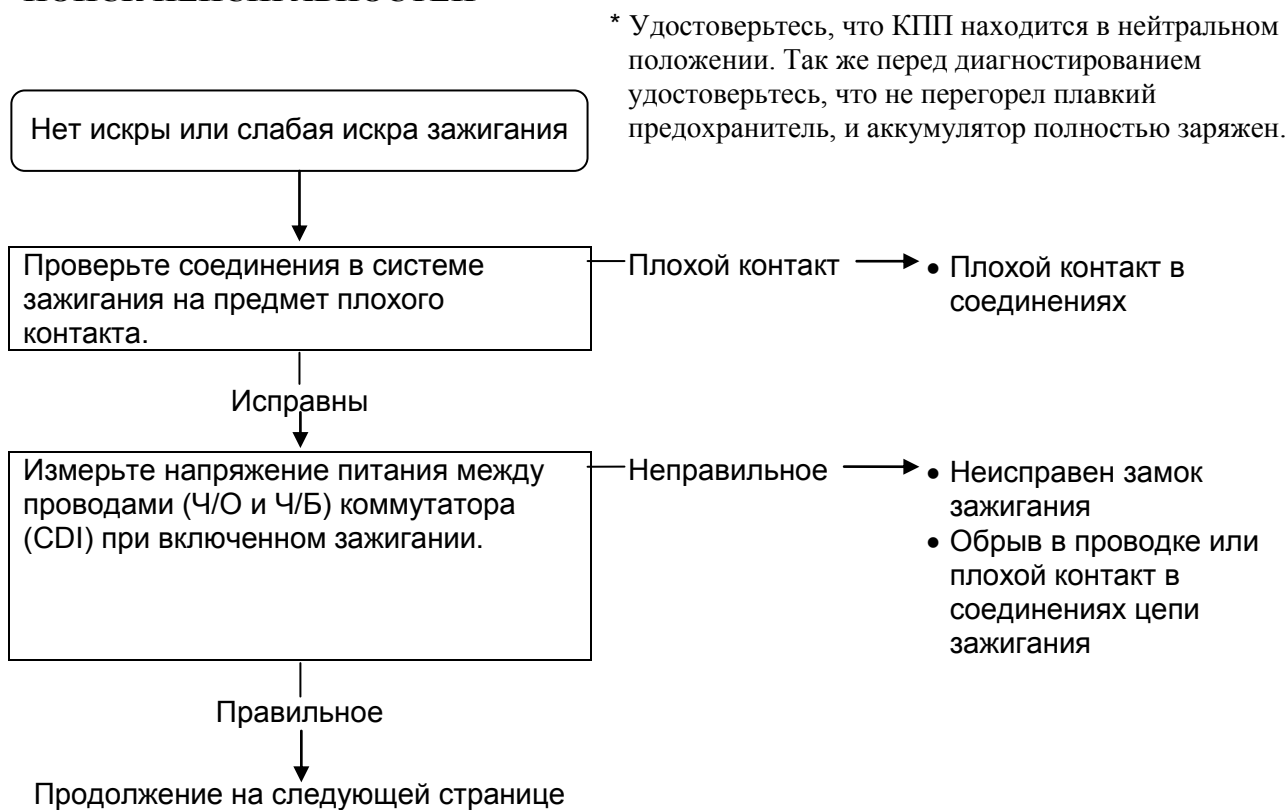 ПОИСК НЕИСПРАВНОСТЕЙ
* Удостоверьтесь, что КПП находится в нейтральном
положении. Так же перед диагностированием
удостоверьтесь, что не перегорел плавкий
предохранитель, и аккумулятор полностью заряжен.
Нет искры или слабая искра зажигания
Проверьте соединения в системе
зажигания на предмет плохого
контакта.
Плохой контакт
• Плохой контакт в
соединениях
Исправны
Измерьте напряжение питания между
проводами (Ч/О и Ч/Б) коммутатора
(CDI) при включенном зажигании.
Неправильное
• Неисправен замок
зажигания
• Обрыв в проводке или
плохой контакт в
соединениях цепи
зажигания
Правильное
Продолжение на следующей странице